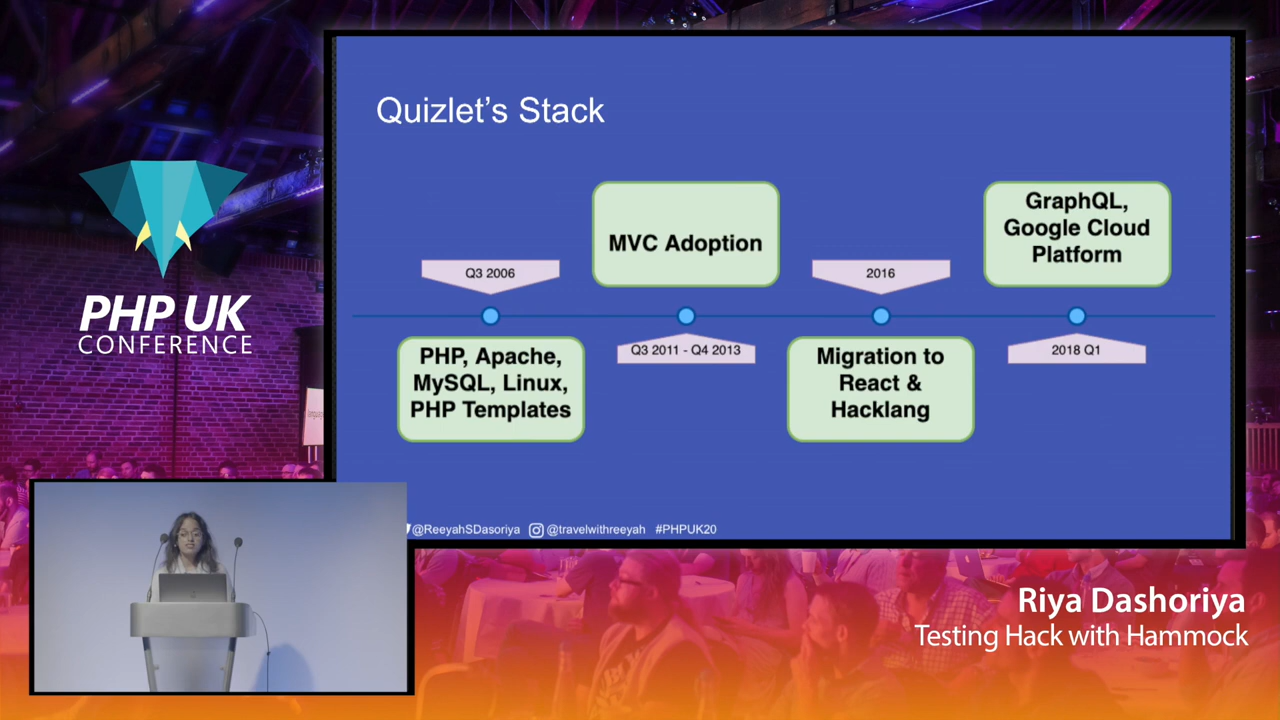 Quizlet's Stack
Q3 2006
PHP, Apache,
MySQL, Linux,
PHP Templates
MVC Adoption
Q3 2011 - Q4 2013
2016
Migration to
React &
Hacklang
GraphQL,
Google Cloud
Platform
2018 Q1
@ReeyahSDasoriya @travelwithreeyah #PHPUK20
PHP UK
CONFERENCE
Riya Dashoriya
Testing Hack with Hammock